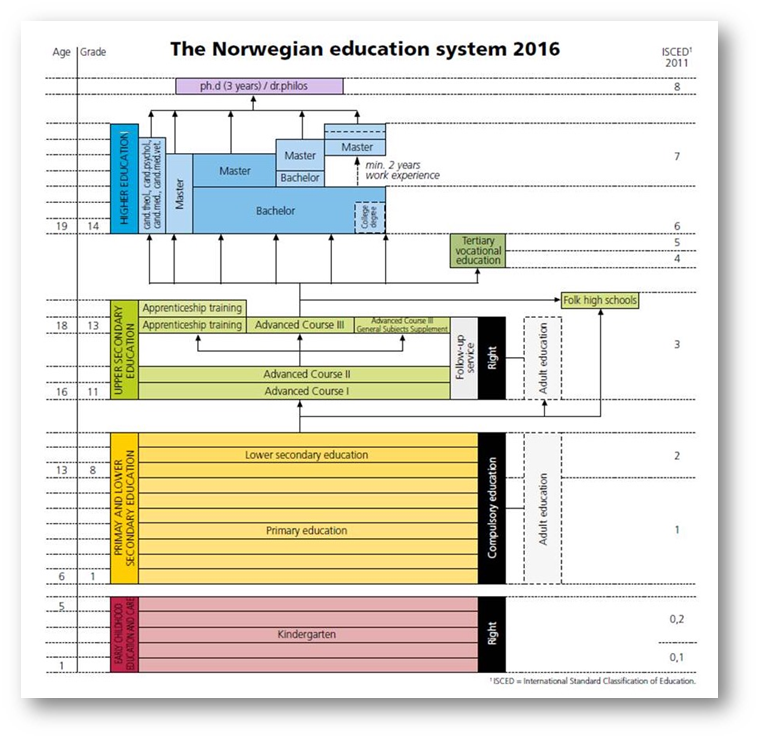 The Norwegian education system 2016
Age
Grade
ISCED¹
2011
ph.d (3 years) / dr.philos
8
HIGHER EDUCATION
cand.theol., cand.psychol.,
cand.med., cand.med.vet.
Master
Master
Bachelor
Master
Bachelor
Master
min. 2 years
work experience
College
degree
7
19
14
6
Tertiary
vocational
education
5
4
Folk high schools
UPPER SECONDARY
EDUCATION
Apprenticeship training
18
13
Apprenticeship training
Advanced Course III
Advanced Course III
General Subjects Supplement
Follow-up
service
Right
Adult education
3
Advanced Course II
16
11
Advanced Course I
PRIMAY AND LOWER
SECONDARY EDUCATION
Lower secondary education
2
13
8
Compulsory education
Adult education
Primary education
1
6
1
5
EARLY CHILDHOOD
EDUCATION AND CARE
Kindergarten
Right
0,2
0,1
1
¹ISCED = International Standard Classification of Education.